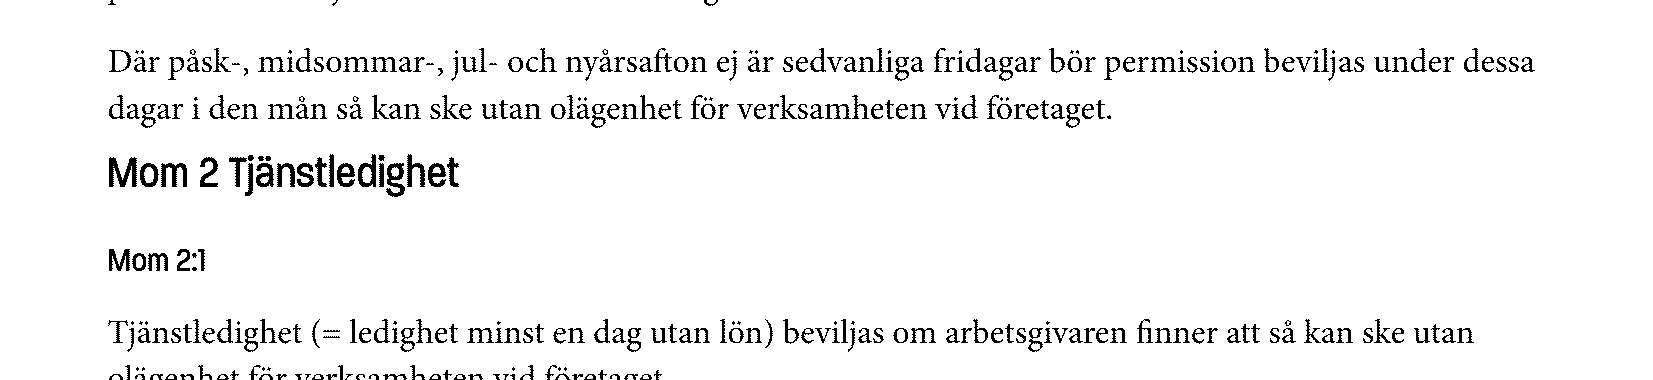 Där påsk-, midsommar-, jul- och nyårsafton ej är sedvanliga fridagar bör permission beviljas under dessa
dagar i den mån så kan ske utan olägenhet för verksamheten vid företaget.
Mom 2 Tjänstledighet
Mom 2:1
Tjänstledighet (= ledighet minst en dag utan lön) beviljas om arbetsgivaren finner att så kan ske utan
olägenhet för verksamheten vid företaget.